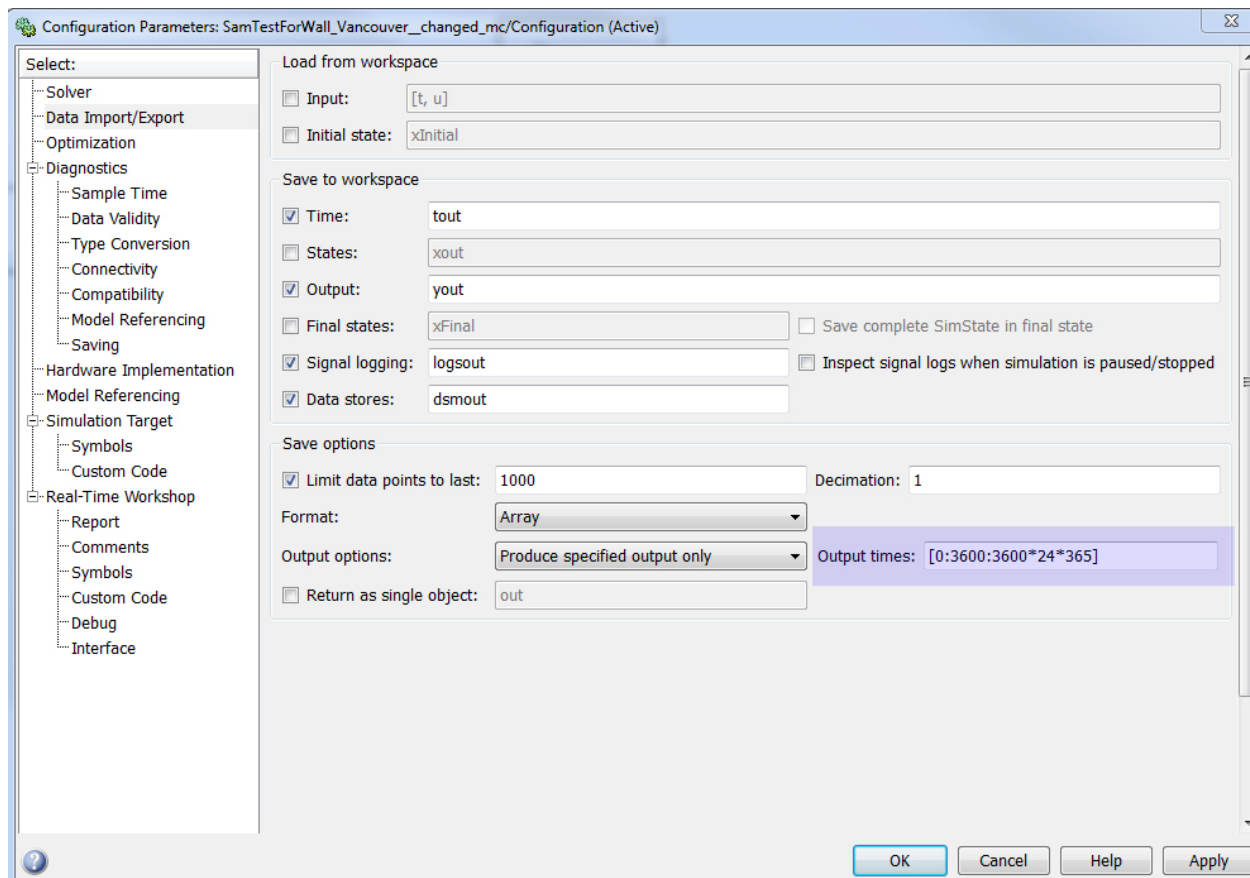 Configuration Parameters: SamTestForWall_Vancouver__changed_mc/Configuration (Active)
Select:
Solver
Data Import/Export
Optimization
Diagnostics
Sample Time
Data Validity
Type Conversion
Connectivity
Compatibility
Model Referencing
Saving
Hardware Implementation
Model Referencing
Simulation Target
Symbols
Custom Code
Real-Time Workshop
Report
Comments
Symbols
Custom Code
Debug
Interface
Load from workspace
Input: [t, u]
Initial state: xInitial
Save to workspace
Time: tout
States: xout
Output: yout
Final states: xFinal Save complete SimState in final state
Signal logging: logsout Inspect signal logs when simulation is paused/stopped
Data stores: dsmout
Save options
Limit data points to last: 1000 Decimation: 1
Format: Array
Output options: Produce specified output only Output times: [0:3600:3600*24*365]
Return as single object: out
OK Cancel Help Apply